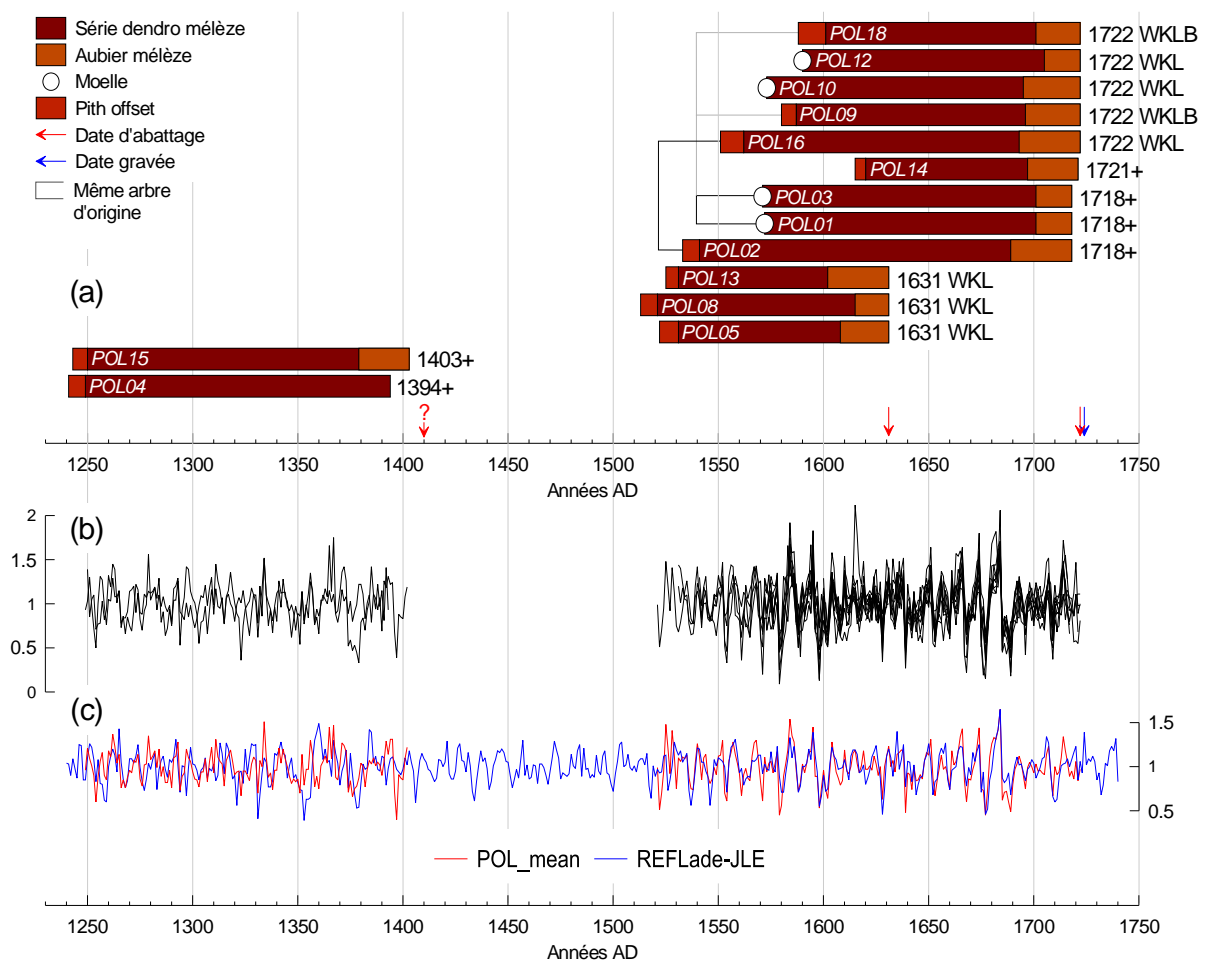 Série dendro mélèze
Aubier mélèze
Moelle
Pith offset
Date d'abattage
Date gravée
Même arbre
d'origine
POL18 1722 WKLB
POL12 1722 WKL
POL10 1722 WKL
POL09 1722 WKLB
POL16 1722 WKL
POL14 1721+
POL03 1718+
POL01 1718+
POL02 1718+
POL13 1631 WKL
POL08 1631 WKL
POL05 1631 WKL
(a)
POL15 1403+
POL04 1394+
?
1250 1300 1350 1400 1450 1500 1550 1600 1650 1700 1750
Années AD
(b)
2
1.5
1
0.5
0
(c)
1.5
1
0.5
POL_mean REFLade-JLE
1250 1300 1350 1400 1450 1500 1550 1600 1650 1700 1750
Années AD